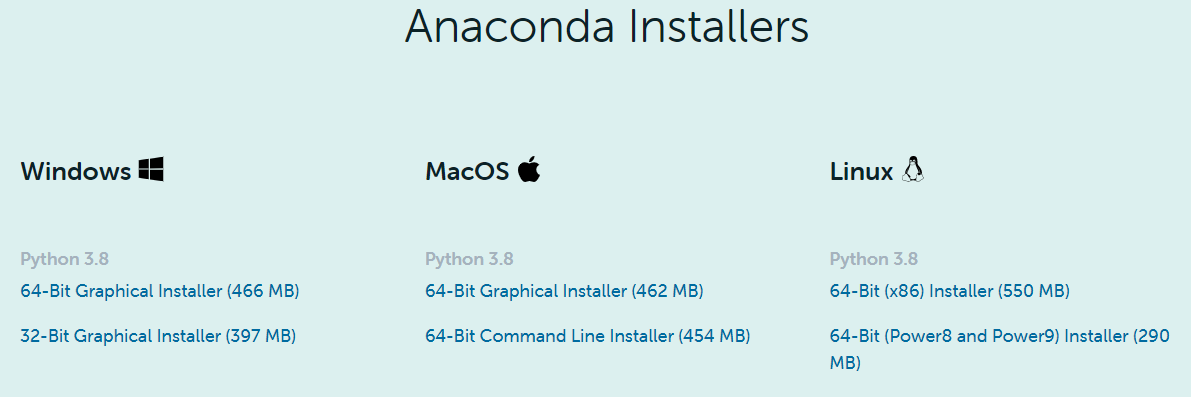 Anaconda Installers
Windows
Python 3.8
64-Bit Graphical Installer (466 MB)
32-Bit Graphical Installer (397 MB)
MacOS
Python 3.8
64-Bit Graphical Installer (462 MB)
64-Bit Command Line Installer (454 MB)
Linux
Python 3.8
64-Bit (x86) Installer (550 MB)
64-Bit (Power8 and Power9) Installer (290
MB)